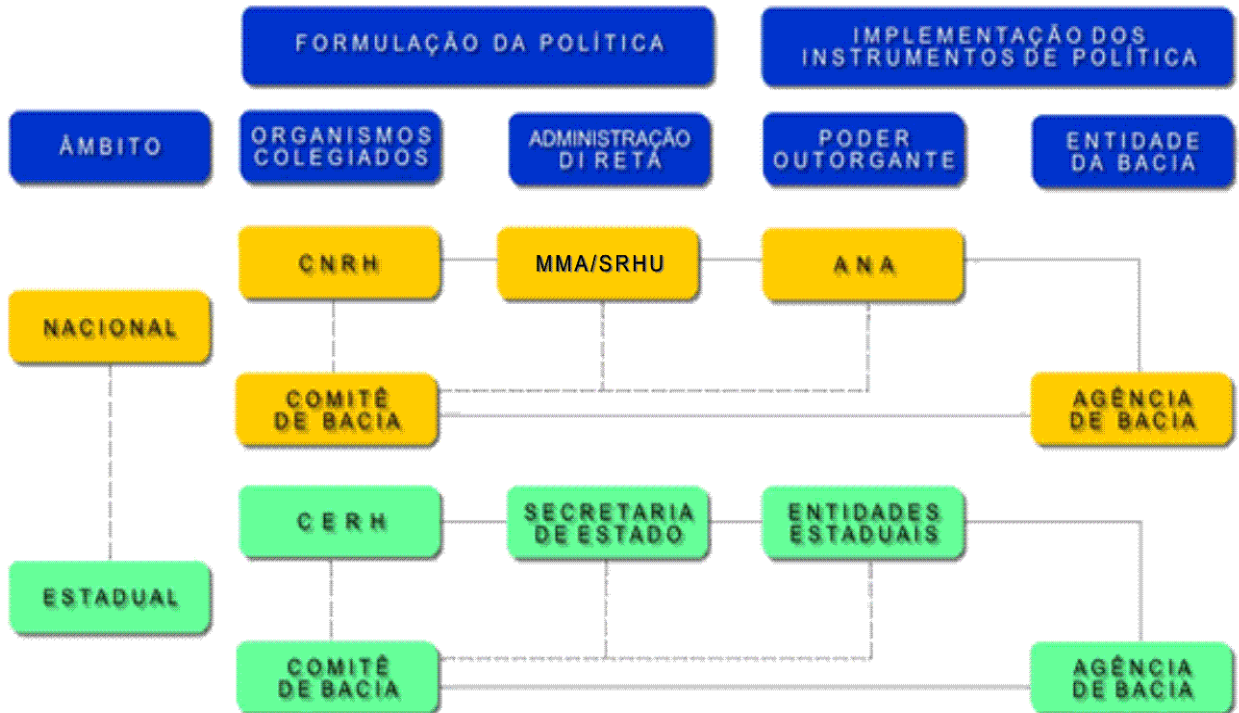 FORMULAÇÃO DA POLÍTICA
IMPLEMENTAÇÃO DOS
INSTRUMENTOS DE POLÍTICA
ÂMBITO
ORGANISMOS
COLEGIADOS
ADMINISTRAÇÃO
DIRETA
PODER
OUTORGANTE
ENTIDADE
DA BACIA
CNRH
MMA/SRHU
ANA
NACIONAL
COMITÊ
DE BACIA
AGÊNCIA
DE BACIA
CERH
SECRETARIA
DE ESTADO
ENTIDADES
ESTADUAIS
ESTADUAL
COMITÊ
DE BACIA
AGÊNCIA
DE BACIA